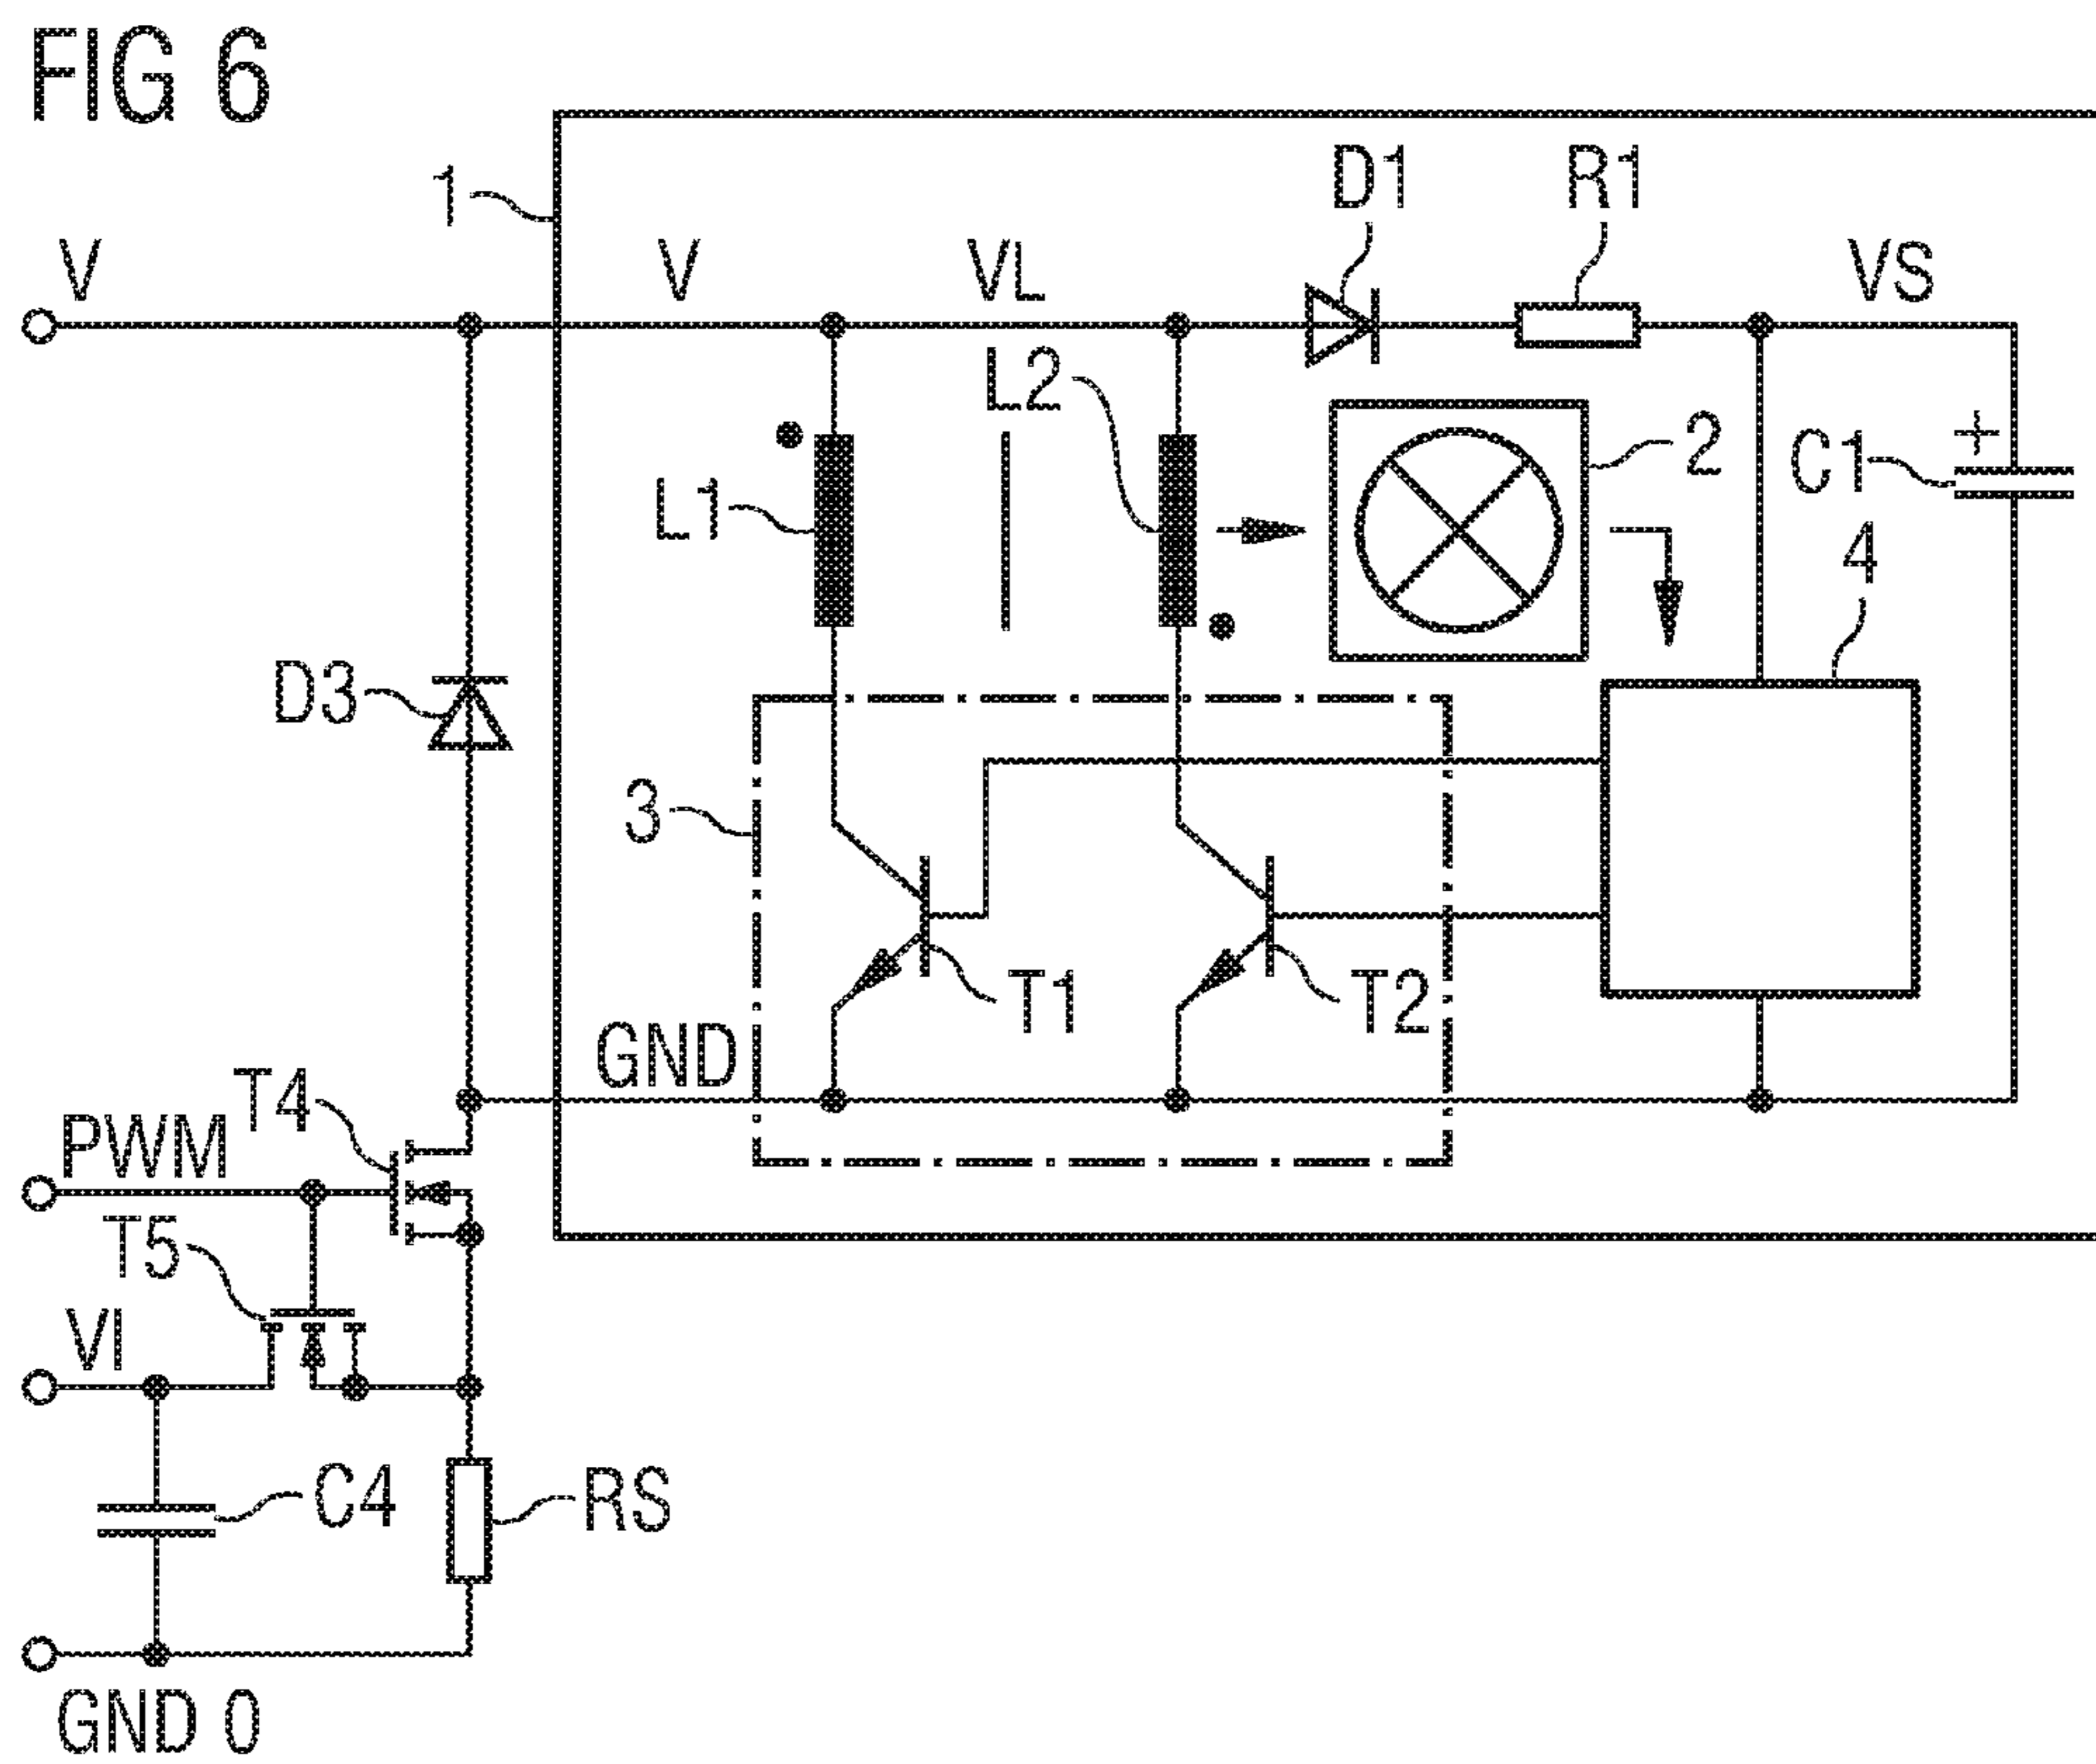 FIG 6
1
D1
R1
V
V
VL
VS
L2
2
C1
L1
4
D3
3
T1
T2
GND
T4
PWM
T5
VI
C4
RS
GND 0